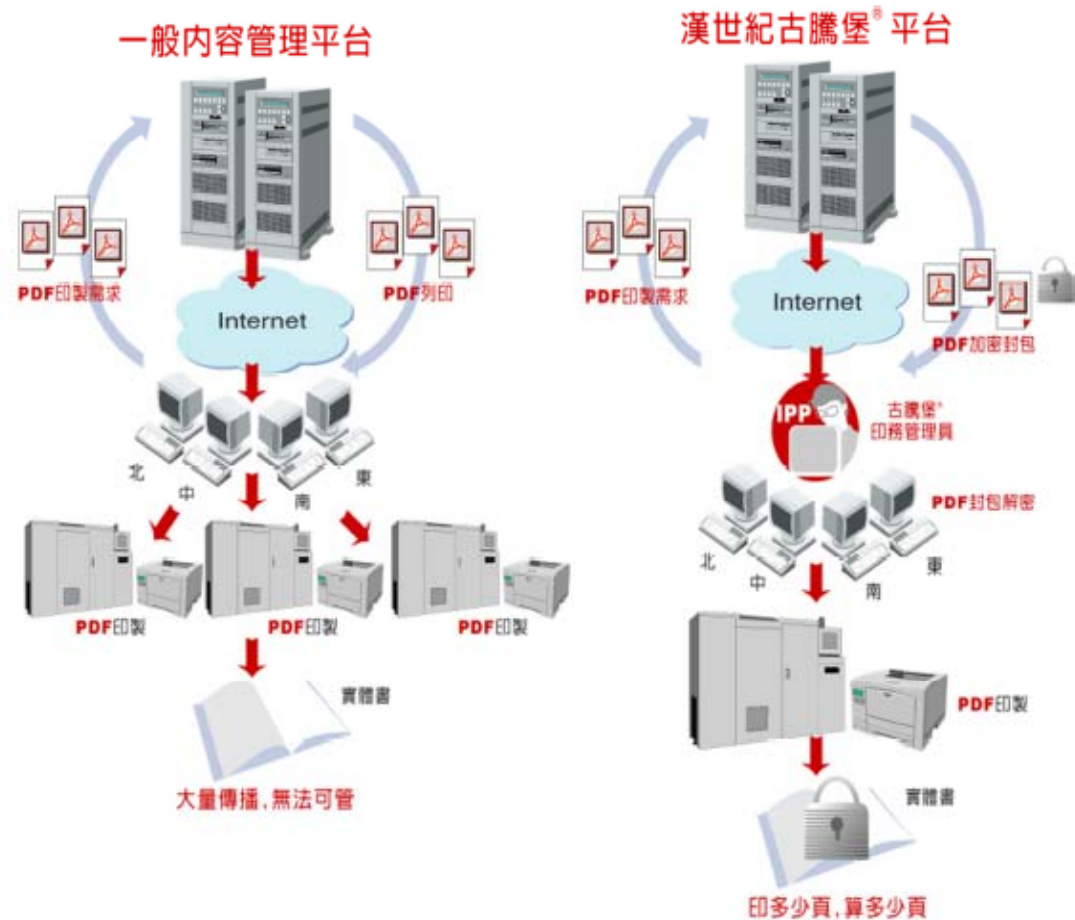 一般内容管理平台
PDF印製需求
PDF列印
Internet
北
中
南
東
PDF印製
PDF印製
PDF印製
實體書
大量傳播,無法可管
漢世紀古騰堡® 平台
PDF印製需求
Internet
PDF加密封包
IPP
古騰堡®
印務管理員
PDF封包解密
北
中
南
東
PDF印製
實體書
印多少頁,算多少頁